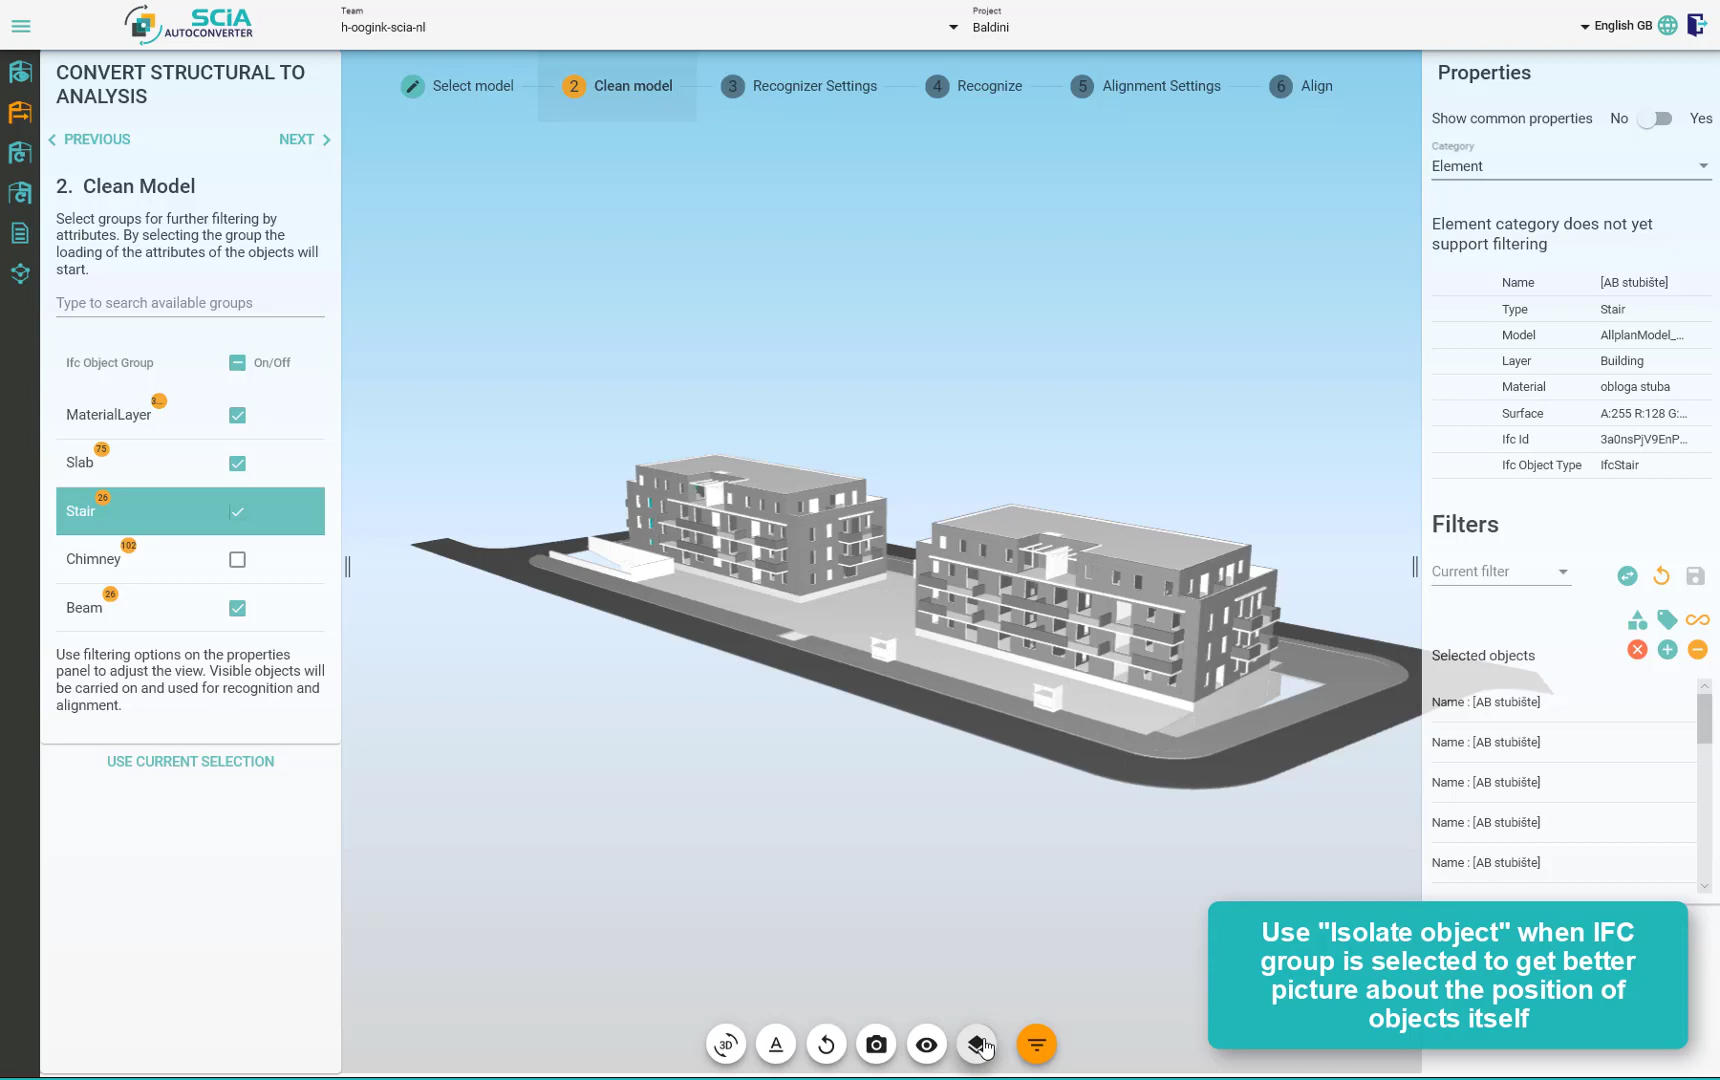 SCiA
AUTOCONVERTER
Team
h-oogink-scia-nl
Project
Baldini
English GB
CONVERT STRUCTURAL TO
ANALYSIS
PREVIOUS
NEXT
2. Clean Model
Select groups for further filtering by
attributes. By selecting the group the
loading of the attributes of the objects will
start.
Type to search available groups
Ifc Object Group
On/Off
MaterialLayer
3...
Slab
75
Stair
26
Chimney
102
Beam
26
Use filtering options on the properties
panel to adjust the view. Visible objects will
be carried on and used for recognition and
alignment.
USE CURRENT SELECTION
Select model
2 Clean model
3 Recognizer Settings
4 Recognize
5 Alignment Settings
6 Align
3D
A
Properties
Show common properties No Yes
Category
Element
Element category does not yet
support filtering
Name [AB stubište]
Type Stair
Model AllplanModel_...
Layer Building
Material obloga stuba
Surface A:255 R:128 G:...
Ifc Id 3a0nsPjV9EnP...
Ifc Object Type IfcStair
Filters
Current filter
Selected objects
Name : [AB stubište]
Name : [AB stubište]
Name : [AB stubište]
Name : [AB stubište]
Name : [AB stubište]
Use "Isolate object" when IFC
group is selected to get better
picture about the position of
objects itself